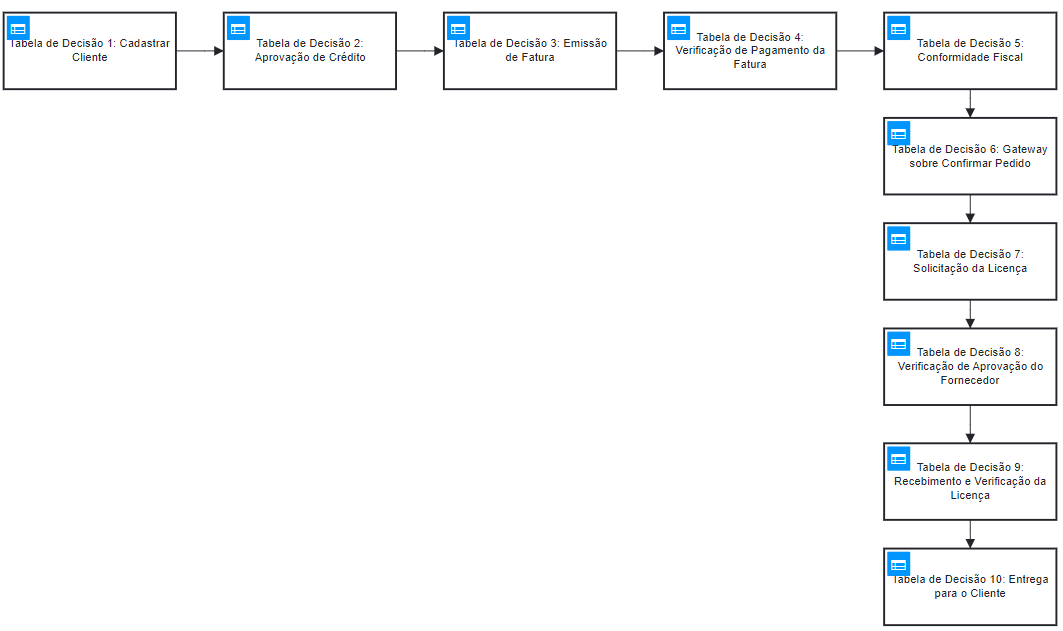 Tabela de Decisão 1: Cadastrar
Cliente
Tabela de Decisão 2:
Aprovação de Crédito
Tabela de Decisão 3: Emissão
de Fatura
Tabela de Decisão 4:
Verificação de Pagamento da
Fatura
Tabela de Decisão 5:
Conformidade Fiscal
Tabela de Decisão 6: Gateway
sobre Confirmar Pedido
Tabela de Decisão 7:
Solicitação da Licença
Tabela de Decisão 8:
Verificação de Aprovação do
Fornecedor
Tabela de Decisão 9:
Recebimento e Verificação da
Licença
Tabela de Decisão 10: Entrega
para o Cliente